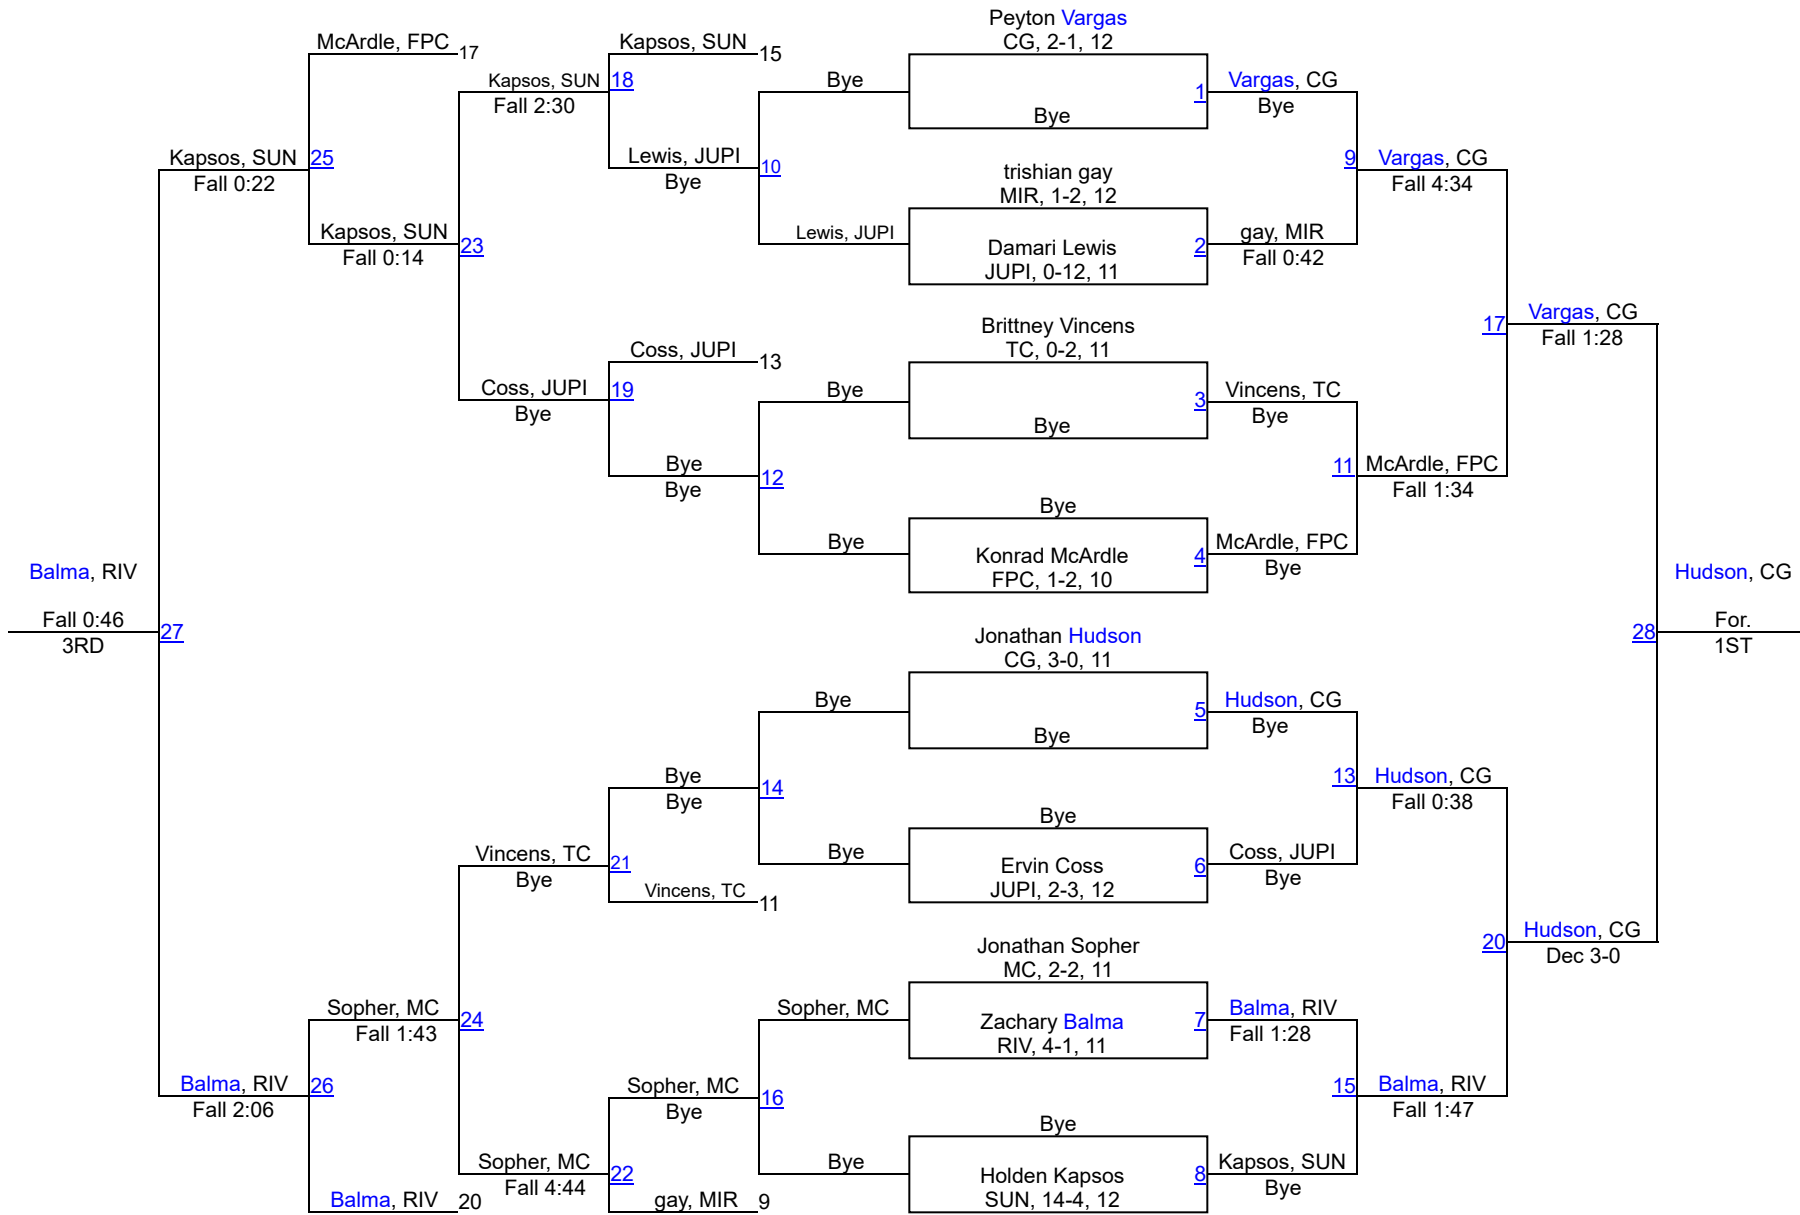 Peyton Vargas
CG, 2-1, 12
McArdle, FPC
17
Kapsos, SUN
15
Kapsos, SUN
18
Fall 2:30
Bye
Bye
1
Vargas, CG
Bye
Kapsos, SUN
25
Fall 0:22
Lewis, JUPI
10
Bye
trishian gay
MIR, 1-2, 12
9
Vargas, CG
Fall 4:34
Kapsos, SUN
23
Fall 0:14
Lewis, JUPI
Damari Lewis
JUPI, 0-12, 11
2
gay, MIR
Fall 0:42
Brittney Vincens
TC, 0-2, 11
17
Vargas, CG
Fall 1:28
Coss, JUPI
13
Coss, JUPI
19
Bye
Bye
Bye
3
Vincens, TC
Bye
Bye
12
Bye
11
McArdle, FPC
Fall 1:34
Bye
Bye
Konrad McArdle
FPC, 1-2, 10
4
McArdle, FPC
Bye
Balma, RIV
Fall 0:46
27
3RD
Hudson, CG
28
For.
1ST
Jonathan Hudson
CG, 3-0, 11
Bye
Bye
5
Hudson, CG
Bye
Bye
14
Bye
13
Hudson, CG
Fall 0:38
Vincens, TC
21
Bye
Bye
Bye
Ervin Coss
JUPI, 2-3, 12
6
Coss, JUPI
Bye
Vincens, TC
11
20
Hudson, CG
Dec 3-0
Jonathan Sopher
MC, 2-2, 11
Sopher, MC
24
Fall 1:43
Sopher, MC
Zachary Balma
RIV, 4-1, 11
7
Balma, RIV
Fall 1:28
Balma, RIV
26
Fall 2:06
Sopher, MC
16
Bye
15
Balma, RIV
Fall 1:47
Bye
Sopher, MC
22
Fall 4:44
Bye
Holden Kapsos
SUN, 14-4, 12
8
Kapsos, SUN
Bye
Balma, RIV
20
gay, MIR
9